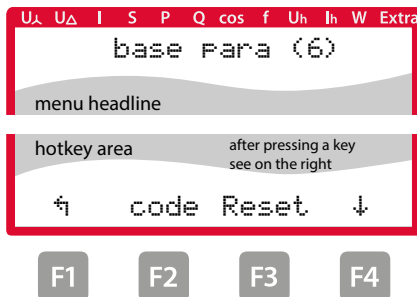 U⅄ U△ I S P Q cos f Uh Ih W Extra
base para (6)
menu headline
hotkey area
after pressing a key
see on the right
↰ code Reset ↓
F1 F2 F3 F4